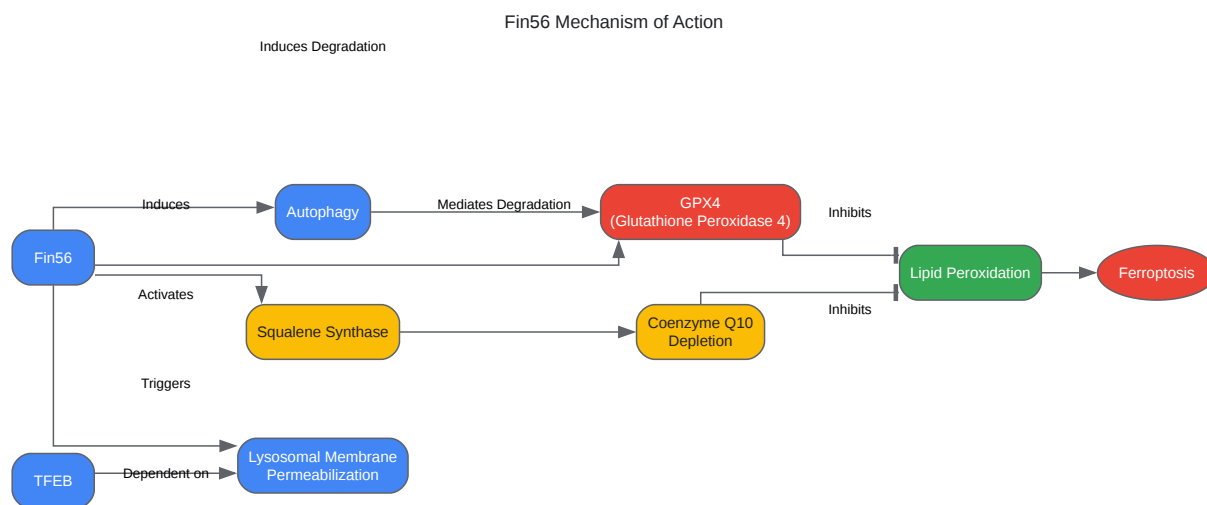 Fin56 Mechanism of Action
Induces Degradation
Induces
Autophagy
Mediates Degradation
GPX4
(Glutathione Peroxidase 4)
Inhibits
Fin56
Lipid Peroxidation
Ferroptosis
Activates
Squalene Synthase
Coenzyme Q10
Depletion
Inhibits
Triggers
Lysosomal Membrane
Permeabilization
TFEB
Dependent on